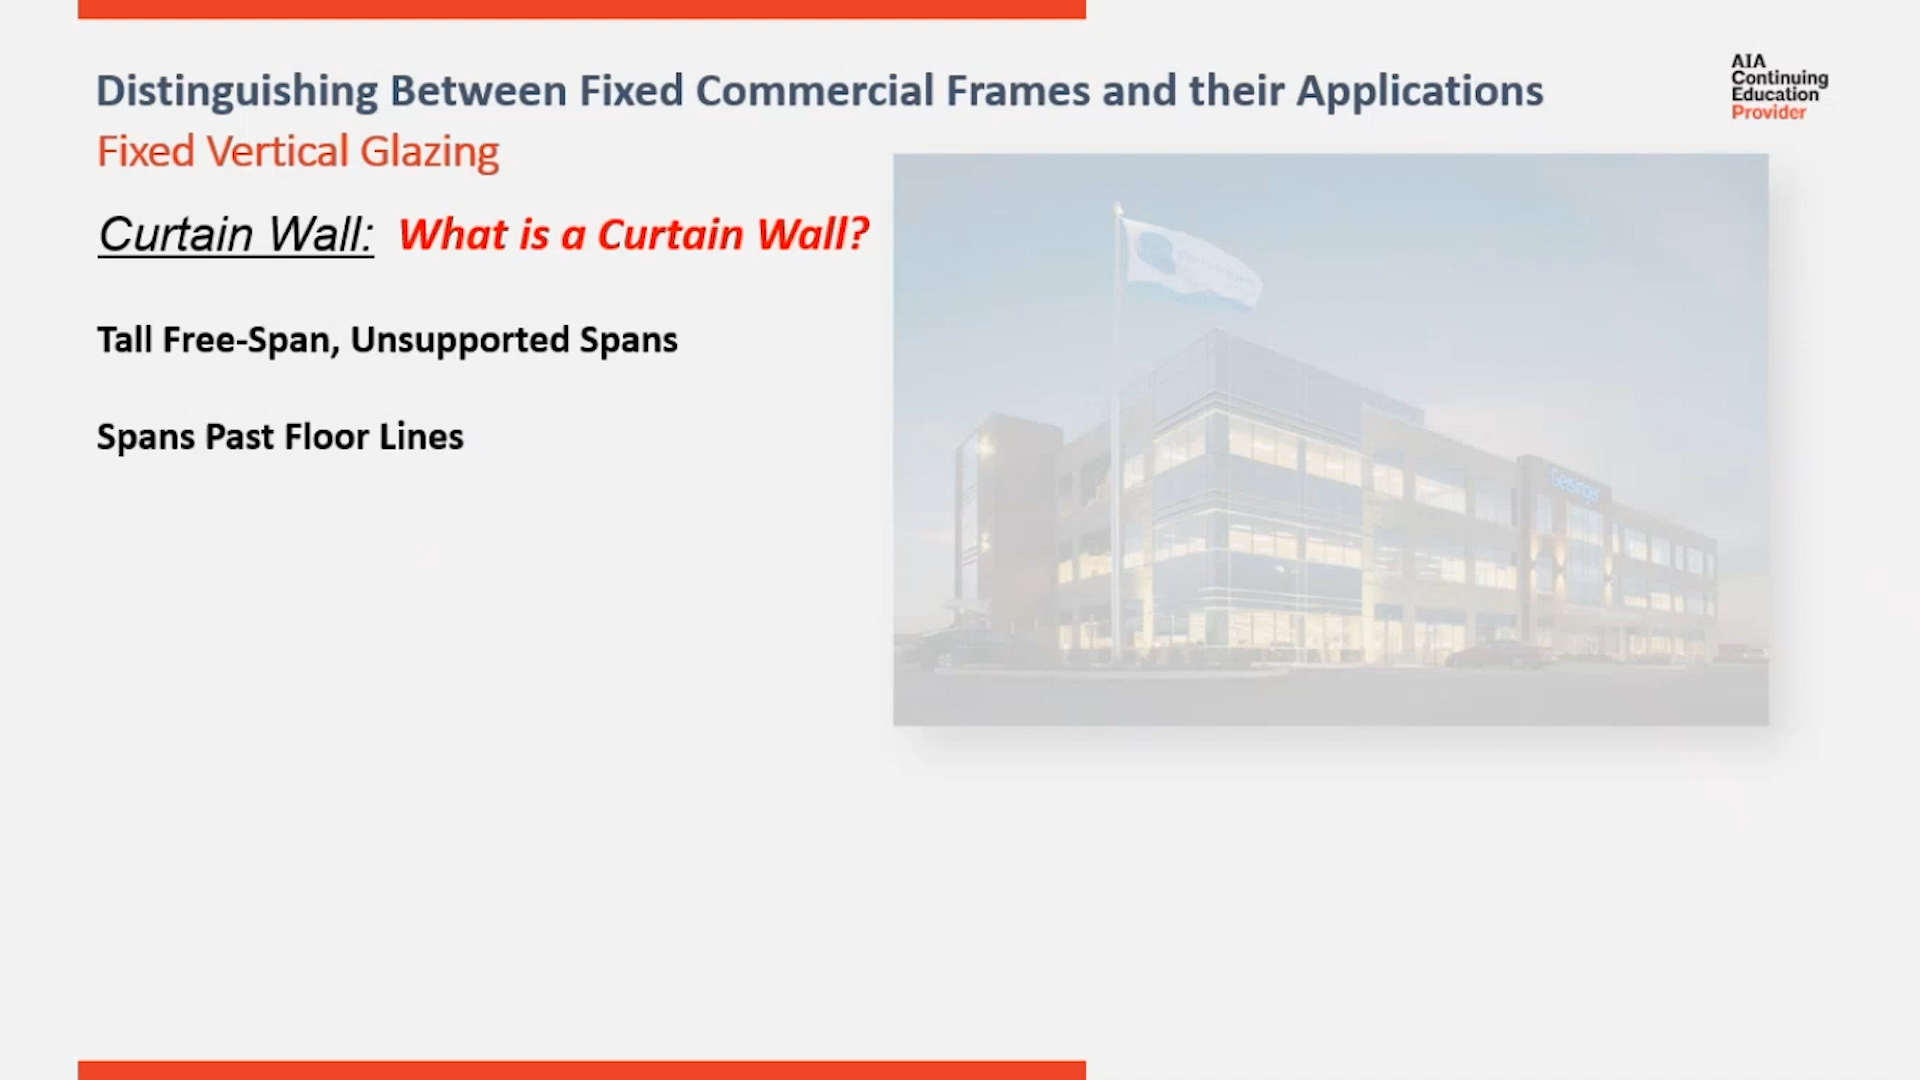 Distinguishing Between Fixed Commercial Frames and their Applications
AIA
Continuing
Education
Provider
Fixed Vertical Glazing
Curtain Wall: What is a Curtain Wall?
Tall Free-Span, Unsupported Spans
Spans Past Floor Lines
Geisinger